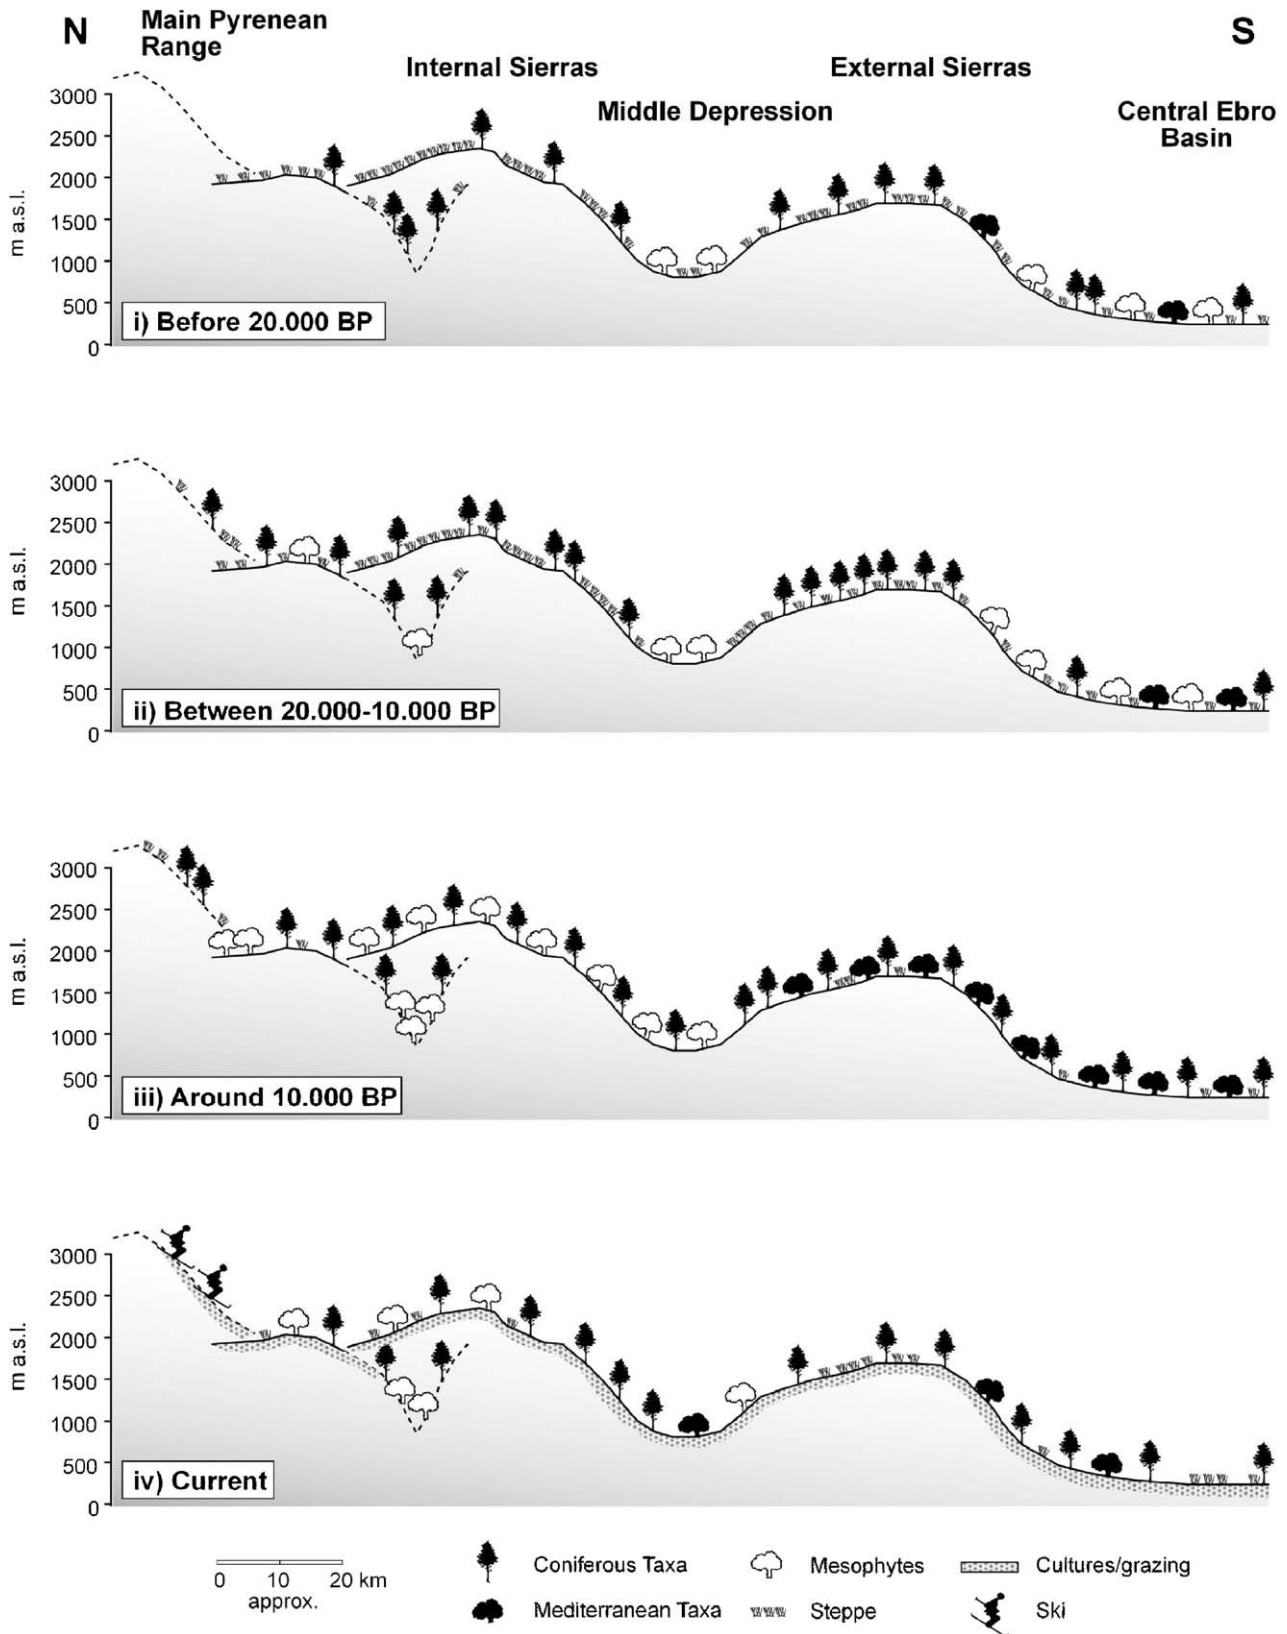 N
Main Pyrenean
Range
S
Internal Sierras
External Sierras
Middle Depression
Central Ebro
Basin
m a.s.l.
3000
2500
2000
1500
1000
500
0
i) Before 20.000 BP
m a.s.l.
3000
2500
2000
1500
1000
500
0
ii) Between 20.000-10.000 BP
m a.s.l.
3000
2500
2000
1500
1000
500
0
iii) Around 10.000 BP
m a.s.l.
3000
2500
2000
1500
1000
500
0
iv) Current
0 10 20 km
approx.
Coniferous Taxa
Mesophytes
Cultures/grazing
Mediterranean Taxa
Steppe
Ski